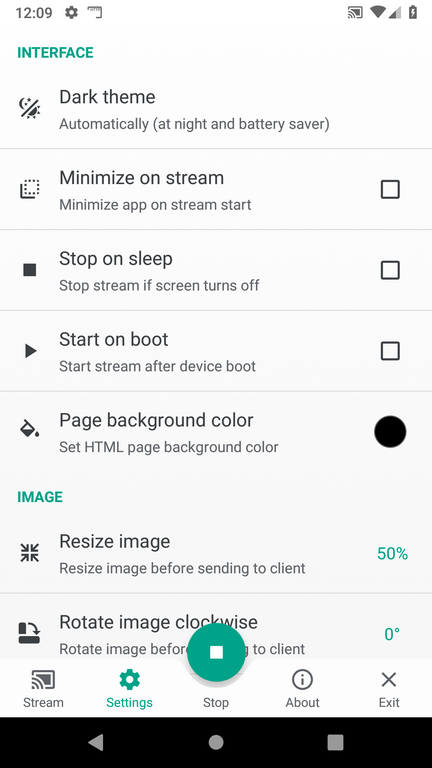 12:09
INTERFACE
Dark theme
Automatically (at night and battery saver)
Minimize on stream
Minimize app on stream start
Stop on sleep
Stop stream if screen turns off
Start on boot
Start stream after device boot
Page background color
Set HTML page background color
IMAGE
Resize image
Resize image before sending to client
50%
Rotate image clockwise
Rotate image before to client
0°
Stream
Settings
Stop
About
Exit